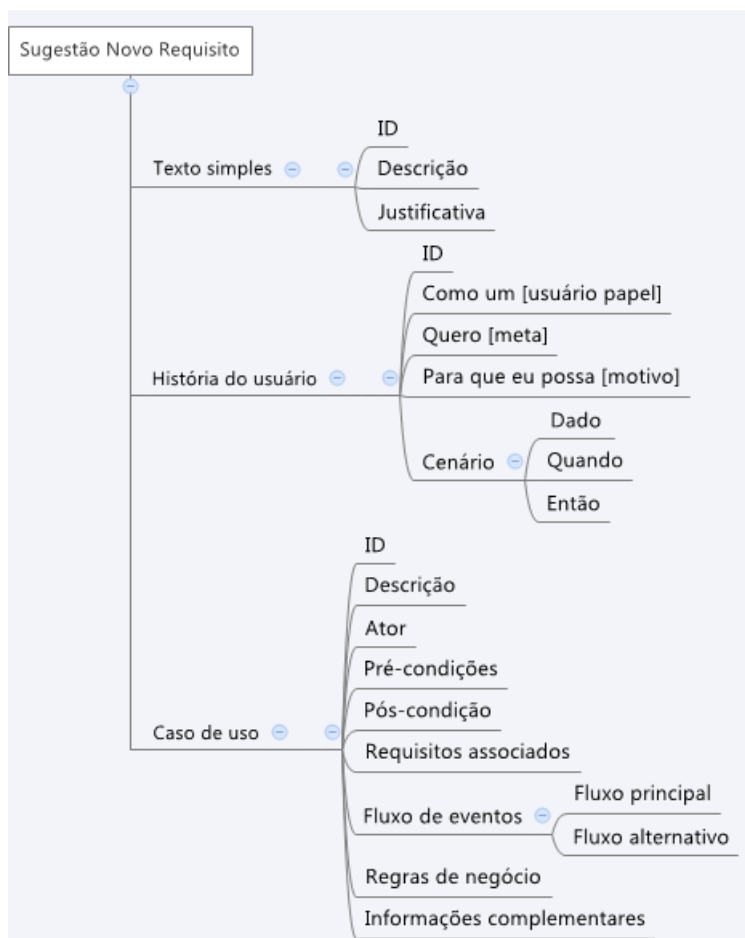 Sugestão Novo Requisito
Texto simples
ID
Descrição
Justificativa
História do usuário
ID
Como um [usuário papel]
Quero [meta]
Para que eu possa [motivo]
Cenário
Dado
Quando
Então
Caso de uso
ID
Descrição
Ator
Pré-condições
Pós-condição
Requisitos associados
Fluxo de eventos
Fluxo principal
Fluxo alternativo
Regras de negócio
Informações complementares